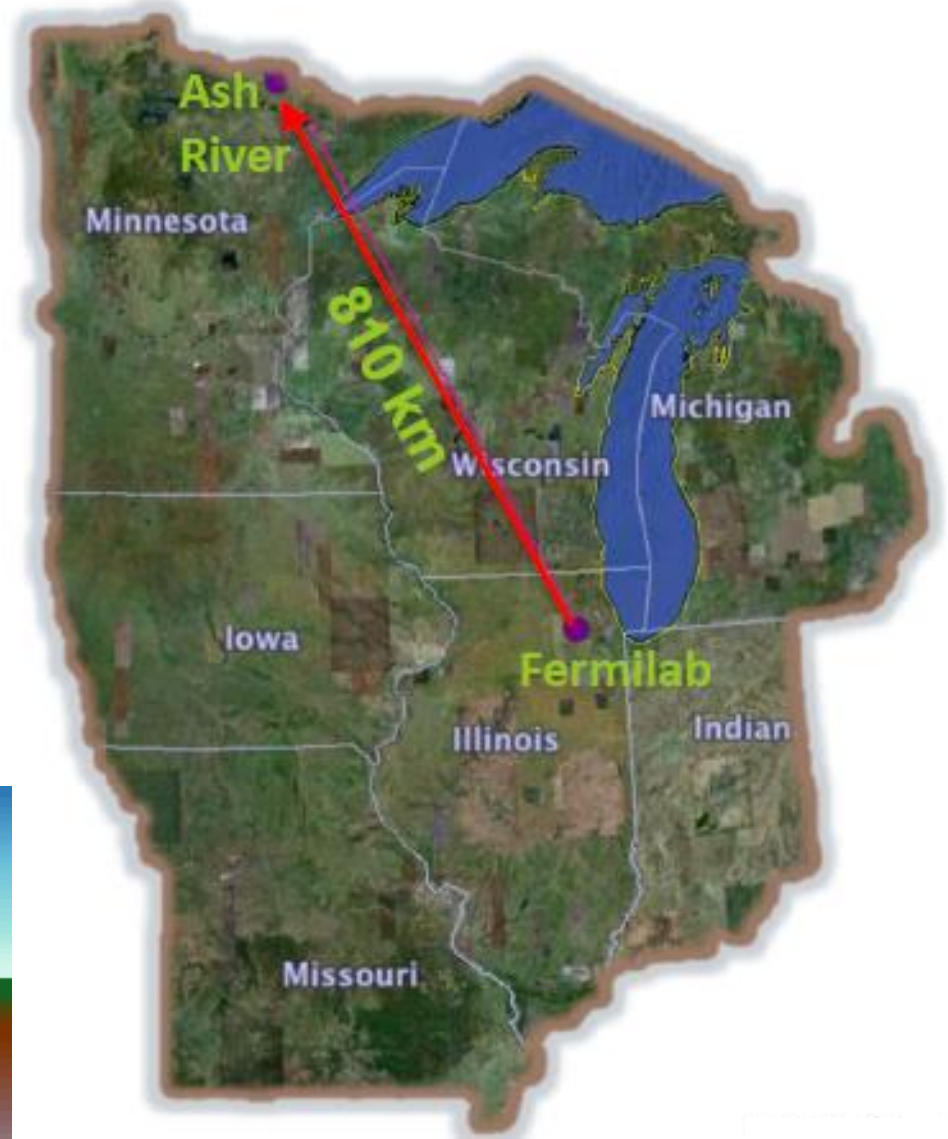 Ash
River
Minnesota
810 km
Michigan
Wisconsin
Iowa
Fermilab
Illinois
Indian
Missouri